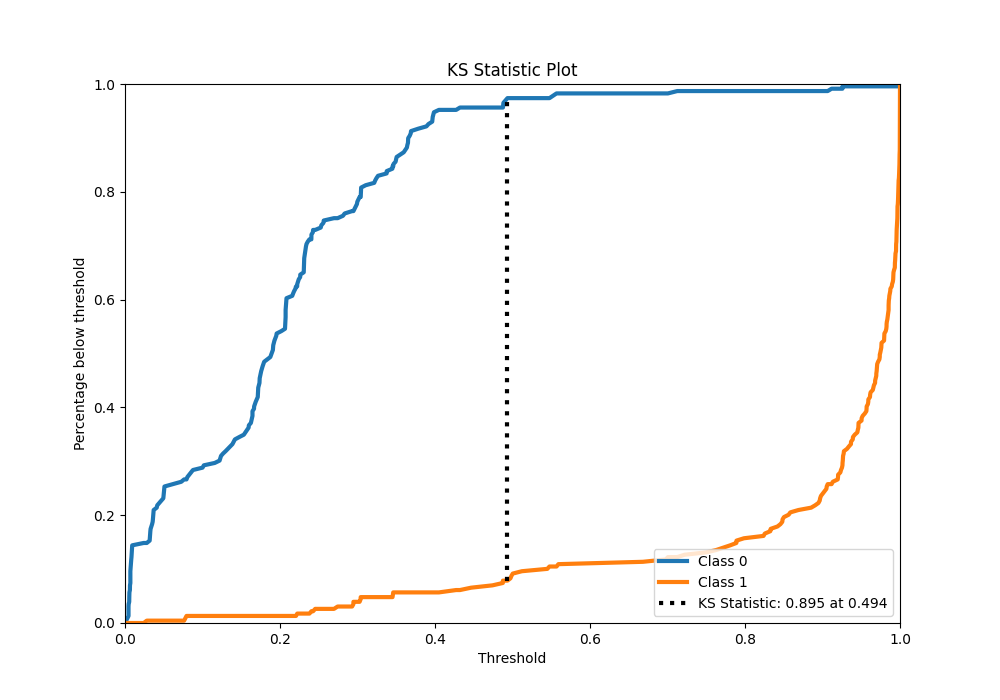 KS Statistic Plot
1.0
0.8
0.6
0.4
0.2
0.0
Percentage below threshold
0.0 0.2 0.4 0.6 0.8 1.0
Threshold
Class 0
Class 1
KS Statistic: 0.895 at 0.494